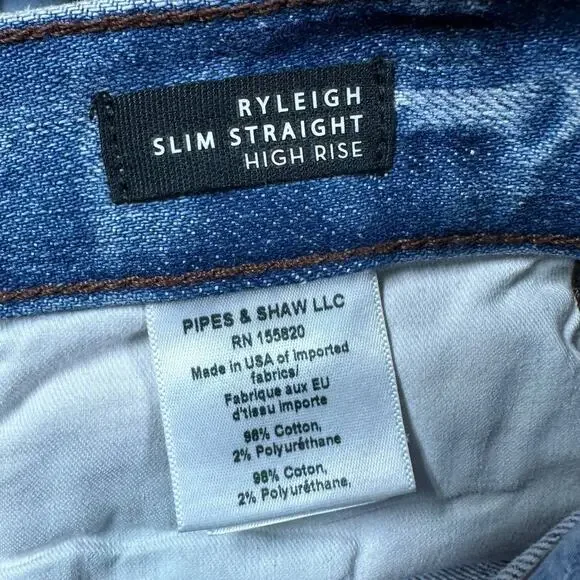 RYLEIGH
SLIM STRAIGHT
HIGH RISE
PIPES & SHAW LLC
RN 155820
Made in USA of imported
fabrics/
Fabrique aux EU
d'tissu importe
98% Cotton,
2% Polyuréthane
98% Coton,
2% Polyuréthane,